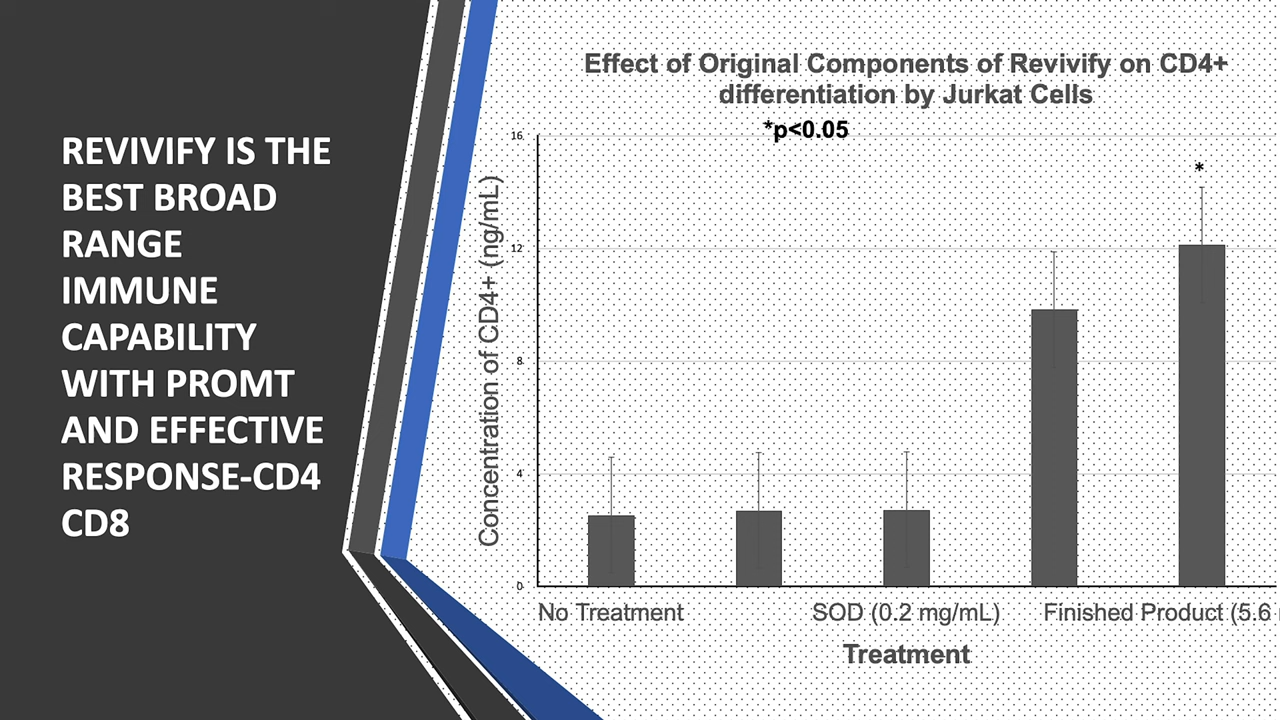 REVIVIFY IS THE
BEST BROAD
RANGE
IMMUNE
CAPABILITY
WITH PROMT
AND EFFECTIVE
RESPONSE-CD4
CD8
Effect of Original Components of Revivify on CD4+
differentiation by Jurkat Cells
*p<0.05
*
Concentration of CD4+ (ng/mL)
16
12
8
4
0
No Treatment
SOD (0.2 mg/mL)
Finished Product (5.6
Treatment